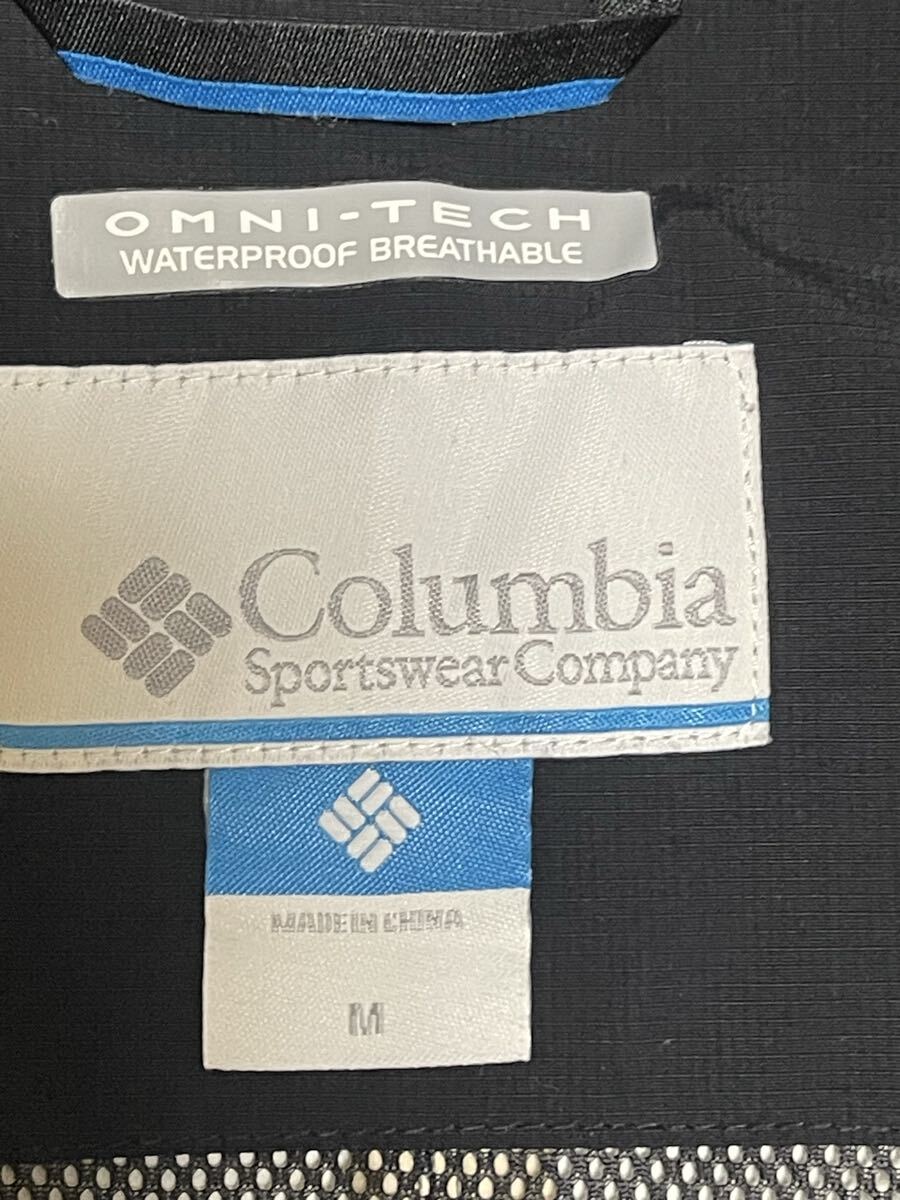 OMNI-TECH
WATERPROOF BREATHABLE
Columbia
Sportswear Company
MADE IN CHINA
M